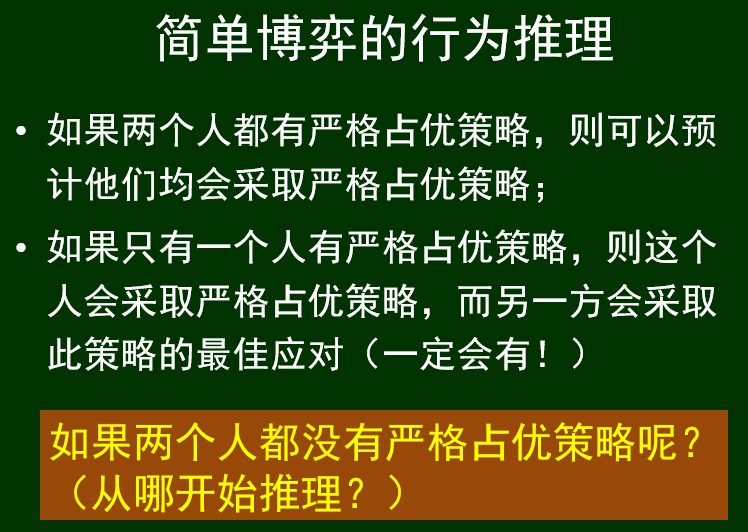 简单博弈的行为推理
• 如果两个人都有严格占优策略，则可以预
计他们均会采取严格占优策略；
• 如果只有一个人有严格占优策略，则这个
人会采取严格占优策略，而另一方会采取
此策略的最佳应对（一定会有！）
如果两个人都没有严格占优策略呢？
（从哪开始推理？）